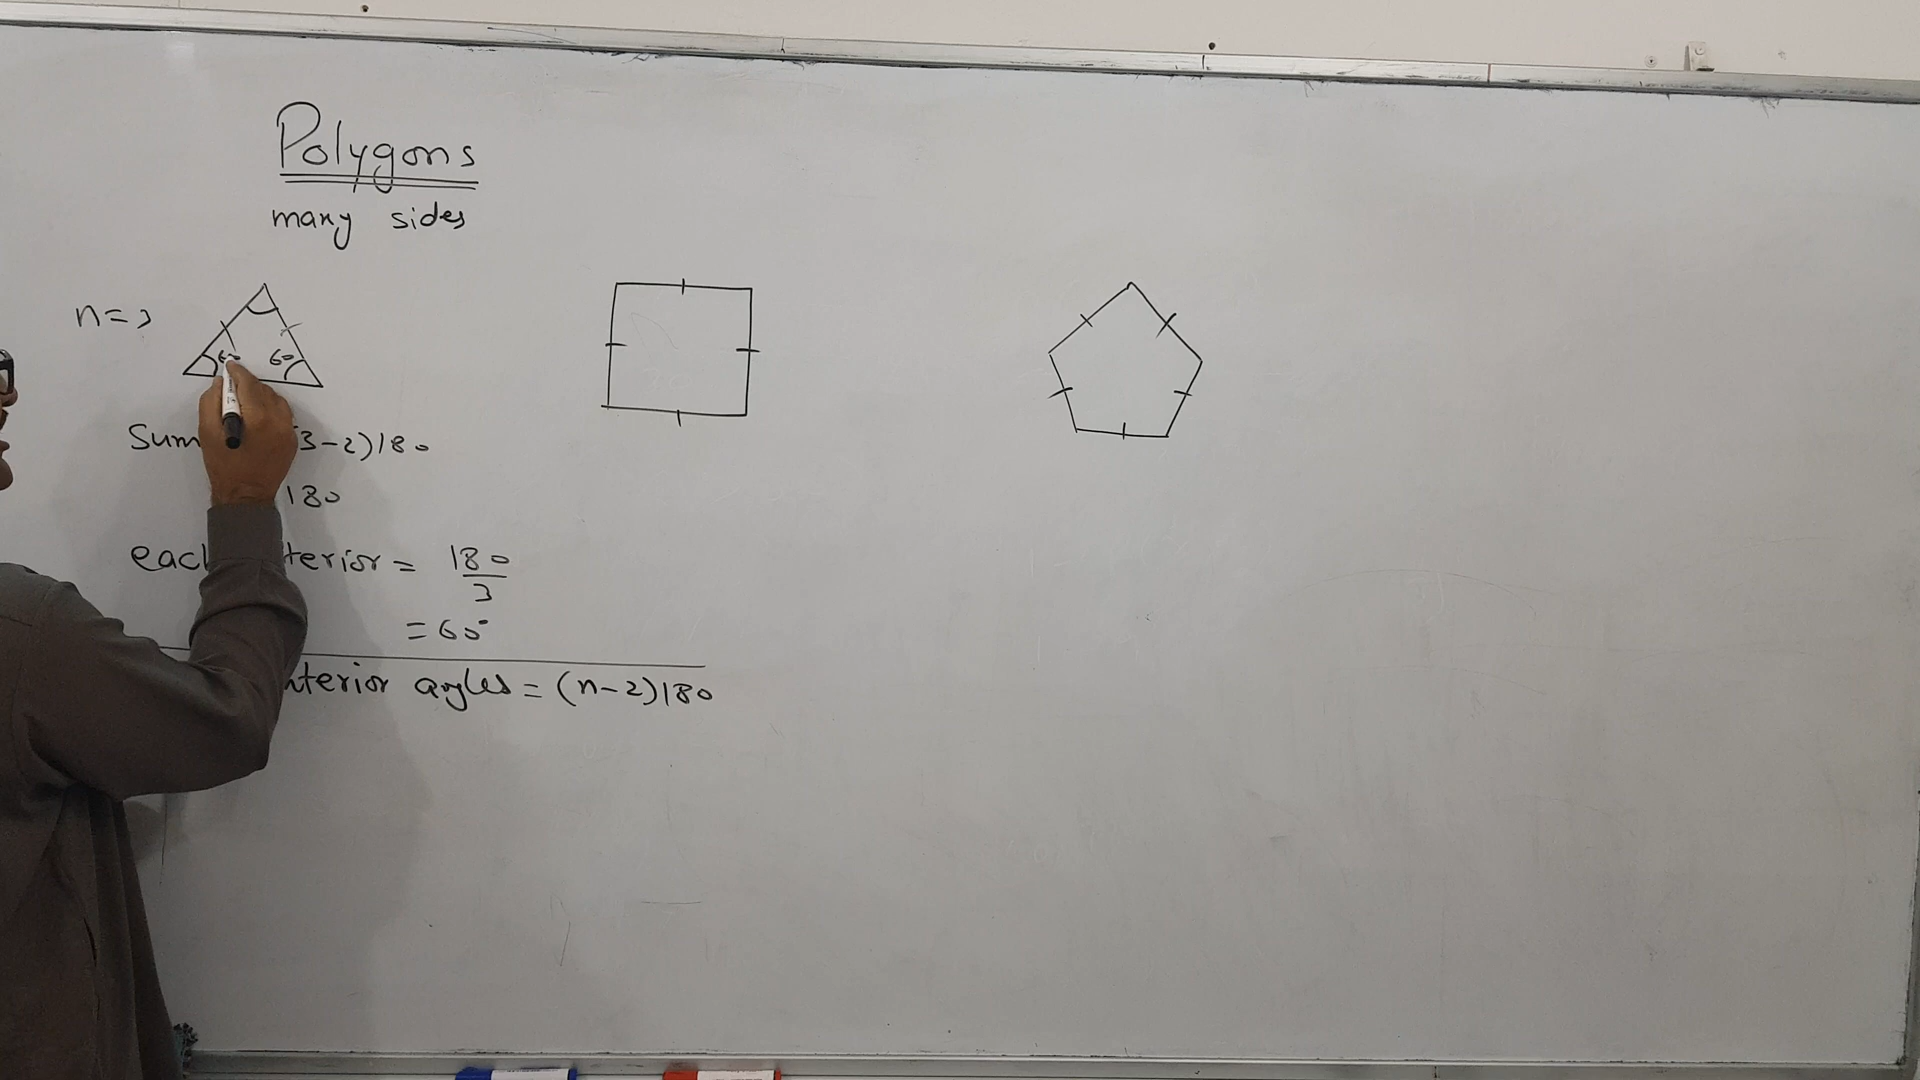 Polygons
many sides
n=3
60 60
Sum (3-2)180
180
each terior = 180/3
= 60°
nterior angles = (n-2)180